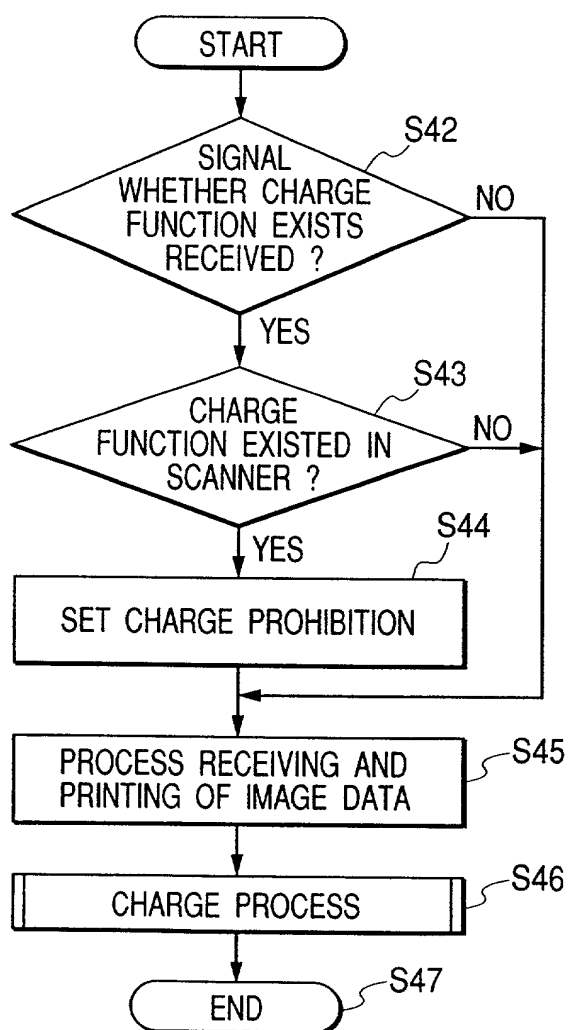 START
S42
SIGNAL
WHETHER CHARGE
FUNCTION EXISTS
RECEIVED ?
NO
YES
S43
CHARGE
FUNCTION EXISTED IN
SCANNER ?
NO
YES
S44
SET CHARGE PROHIBITION
S45
PROCESS RECEIVING AND
PRINTING OF IMAGE DATA
S46
CHARGE PROCESS
S47
END